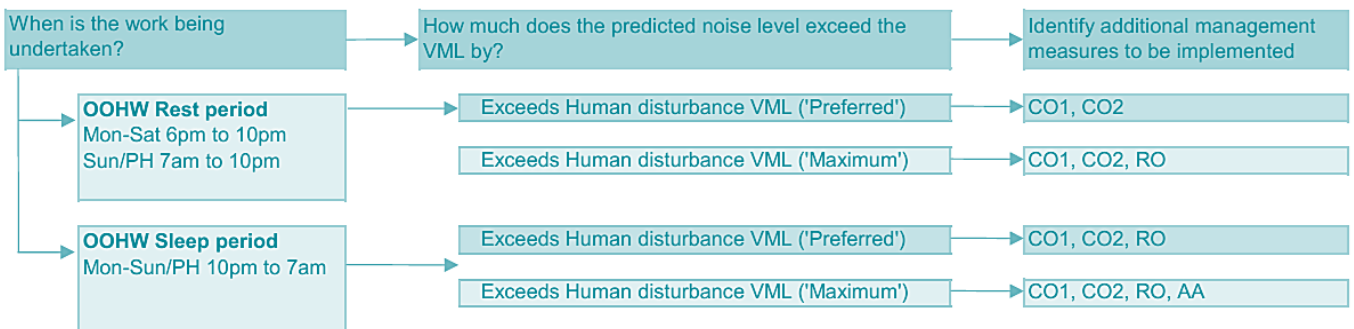 When is the work being
undertaken?
How much does the predicted noise level exceed the
VML by?
Identify additional management
measures to be implemented
OOHW Rest period
Mon-Sat 6pm to 10pm
Sun/PH 7am to 10pm
Exceeds Human disturbance VML ('Preferred')
CO1, CO2
Exceeds Human disturbance VML ('Maximum')
CO1, CO2, RO
OOHW Sleep period
Mon-Sun/PH 10pm to 7am
Exceeds Human disturbance VML ('Preferred')
CO1, CO2, RO
Exceeds Human disturbance VML ('Maximum')
CO1, CO2, RO, AA